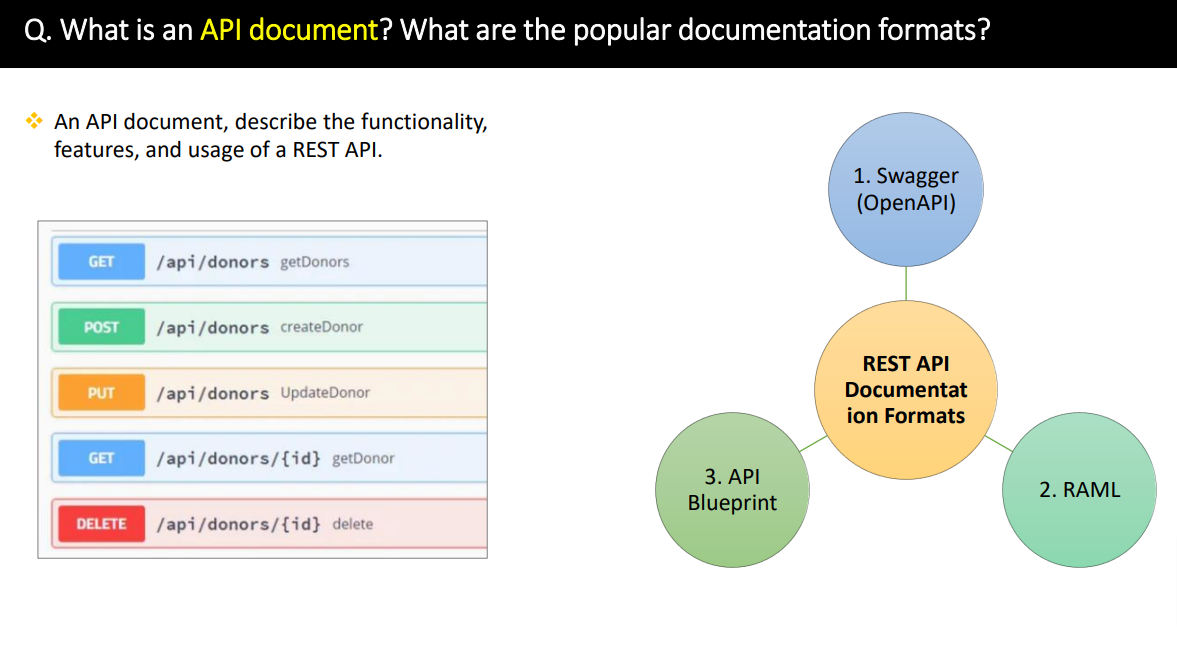 Q. What is an API document? What are the popular documentation formats?
An API document, describe the functionality,
features, and usage of a REST API.
GET /api/donors getDonors
POST /api/donors createDonor
PUT /api/donors UpdateDonor
GET /api/donors/{id} getDonor
DELETE /api/donors/{id} delete
1. Swagger
(OpenAPI)
REST API
Documentat
ion Formats
3. API
Blueprint
2. RAML